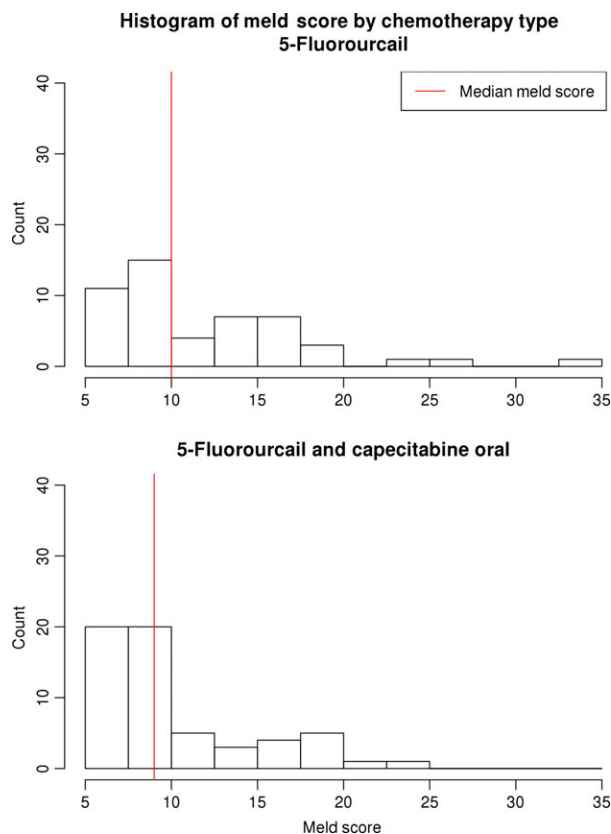 Histogram of meld score by chemotherapy type
5-Fluorourcail
Median meld score
Count
40
30
20
10
0
5 10 15 20 25 30 35
5-Fluorourcail and capecitabine oral
Count
40
30
20
10
0
5 10 15 20 25 30 35
Meld score